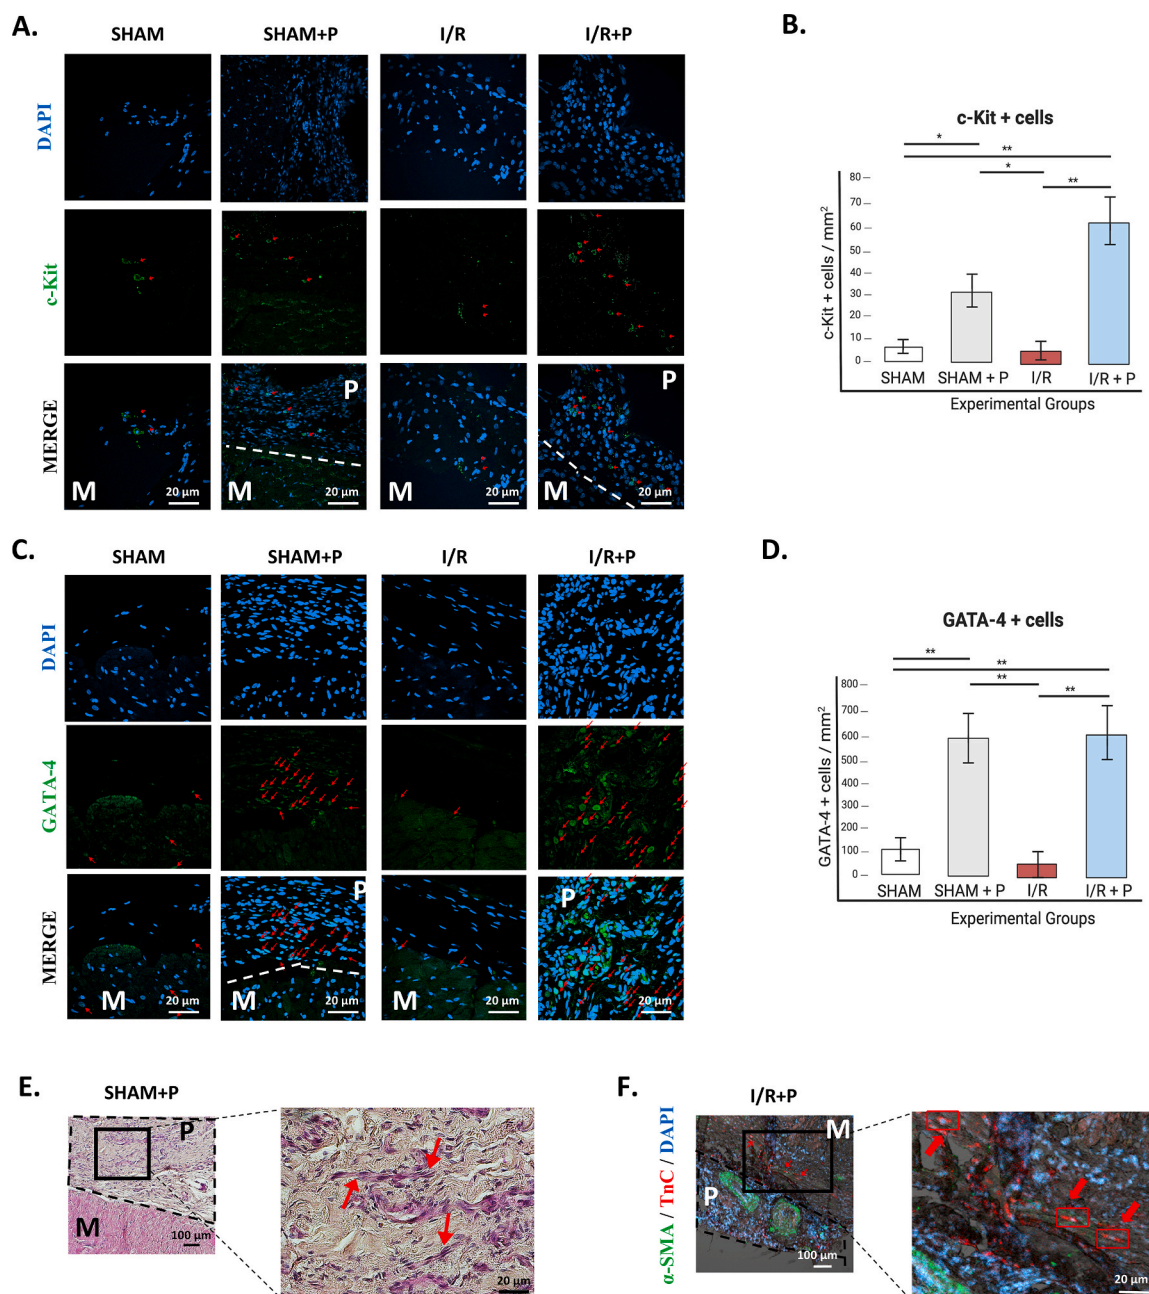 A.
SHAM
SHAM+P
I/R
I/R+P
DAPI
c-Kit
MERGE
P
P
M
20 µm
M
20 µm
M
20 µm
M
20 µm
B.
c-Kit + cells
*
**
*
**
c-Kit + cells / mm²
80
70
60
50
40
30
20
10
0
SHAM
SHAM + P
I/R
I/R + P
Experimental Groups
C.
SHAM
SHAM+P
I/R
I/R+P
DAPI
GATA-4
MERGE
P
P
M
20 µm
M
20 µm
M
20 µm
20 µm
D.
GATA-4 + cells
**
**
**
**
GATA-4 + cells / mm²
800
700
600
500
400
300
200
100
0
SHAM
SHAM + P
I/R
I/R + P
Experimental Groups
E.
SHAM+P
P
M
100 µm
20 µm
F.
I/R+P
α-SMA / TnC / DAPI
M
P
100 µm
20 µm